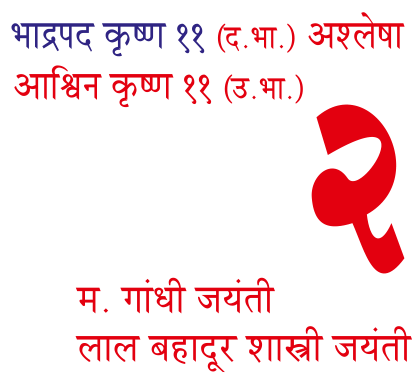 भाद्रपद कृष्ण ११ (द.भा.) अश्लेषा
आश्विन कृष्ण ११ (उ.भा.)
२
म. गांधी जयंती
लाल बहादूर शास्त्री जयंती